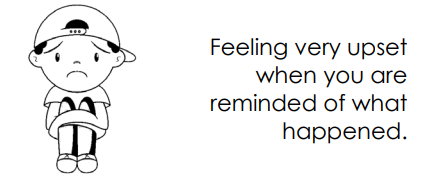 Feeling very upset
when you are
reminded of what
happened.